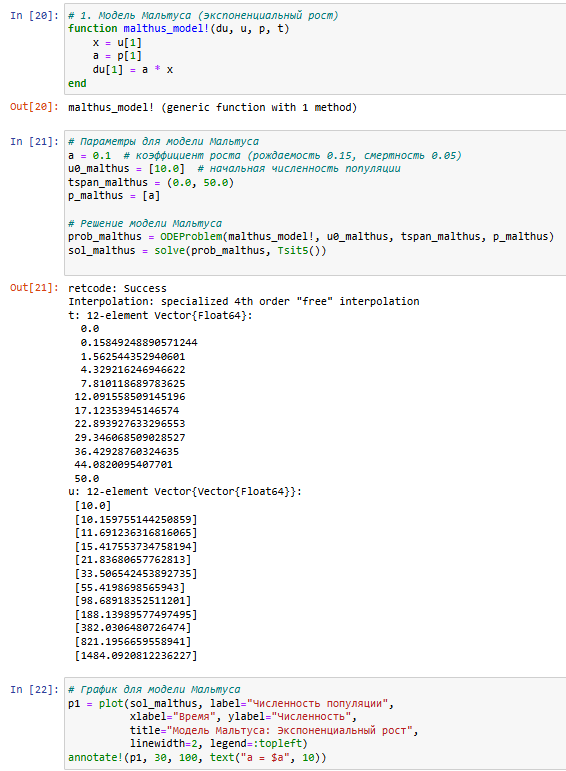 In [20]: # 1. Модель Мальтуса (экспоненциальный рост)
function malthus_model!(du, u, p, t)
    x = u[1]
    a = p[1]
    du[1] = a * x
end
Out[20]: malthus_model! (generic function with 1 method)
In [21]: # Параметры для модели Мальтуса
a = 0.1  # коэффициент роста (рождаемость 0.15, смертность 0.05)
u0_malthus = [10.0]  # начальная численность популяции
tspan_malthus = (0.0, 50.0)
p_malthus = [a]
# Решение модели Мальтуса
prob_malthus = ODEProblem(malthus_model!, u0_malthus, tspan_malthus, p_malthus)
sol_malthus = solve(prob_malthus, Tsit5())
Out[21]: retcode: Success
Interpolation: specialized 4th order "free" interpolation
t: 12-element Vector{Float64}:
  0.0
  0.15849248890571244
  1.562544352940601
  4.329216246946622
  7.810118689783625
 12.091558509145196
 17.12353945146574
 22.893927633296553
 29.346068509028527
 36.42928760324635
 44.0820095407701
 50.0
u: 12-element Vector{Vector{Float64}}:
 [10.0]
 [10.159755144250859]
 [11.691236316816065]
 [15.417553734758194]
 [21.83680657762813]
 [33.506542453892735]
 [55.4198698565943]
 [98.68918352511201]
 [188.13989577497495]
 [382.0306480726474]
 [821.1956659558941]
 [1484.0920812236227]
In [22]: # График для модели Мальтуса
p1 = plot(sol_malthus, label="Численность популяции",
          xlabel="Время", ylabel="Численность",
          title="Модель Мальтуса: Экспоненциальный рост",
          linewidth=2, legend=:topleft)
annotate!(p1, 30, 100, text("a = $a", 10))